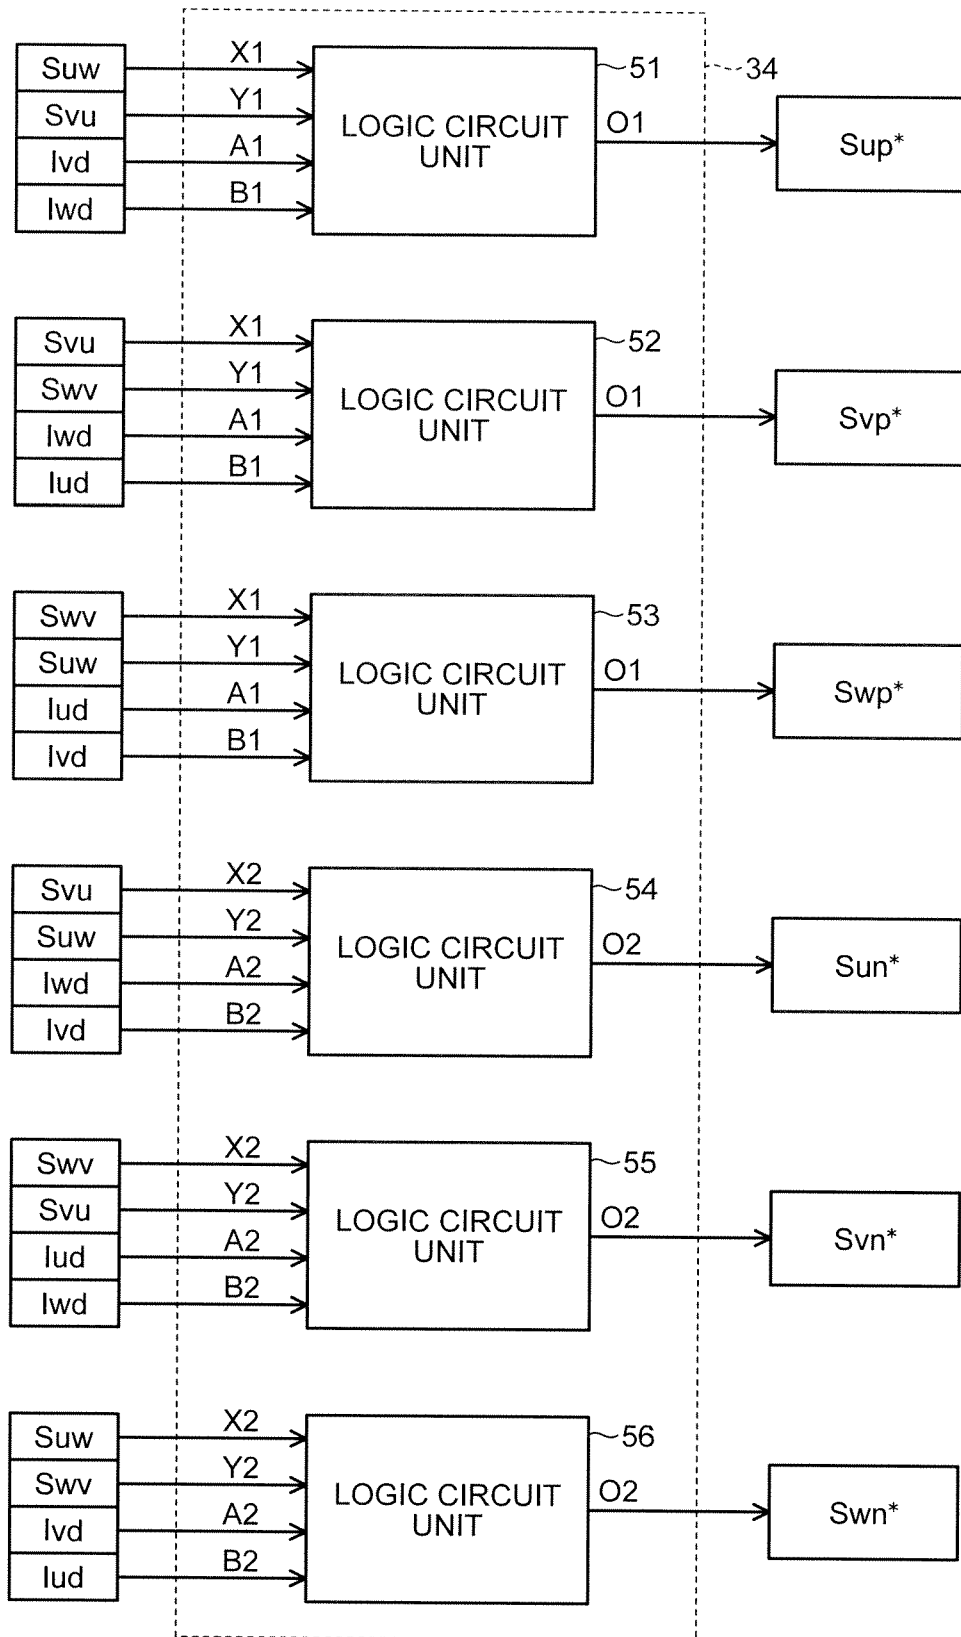 Suw X1 51 34
Svu Y1 LOGIC CIRCUIT O1 Sup*
Ivd A1 UNIT
Iwd B1
Svu X1 52
Swv Y1 LOGIC CIRCUIT O1 Svp*
Iwd A1 UNIT
Iud B1
Swv X1 53
Suw Y1 LOGIC CIRCUIT O1 Swp*
Iud A1 UNIT
Ivd B1
Svu X2 54
Suw Y2 LOGIC CIRCUIT O2 Sun*
Iwd A2 UNIT
Ivd B2
Swv X2 55
Svu Y2 LOGIC CIRCUIT O2 Svn*
Iud A2 UNIT
Iwd B2
Suw X2 56
Swv Y2 LOGIC CIRCUIT O2 Swn*
Ivd A2 UNIT
Iud B2